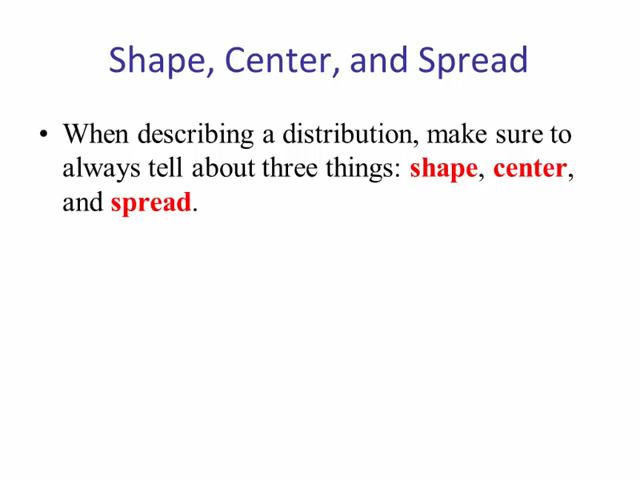 Shape, Center, and Spread
• When describing a distribution, make sure to
always tell about three things: shape, center,
and spread.